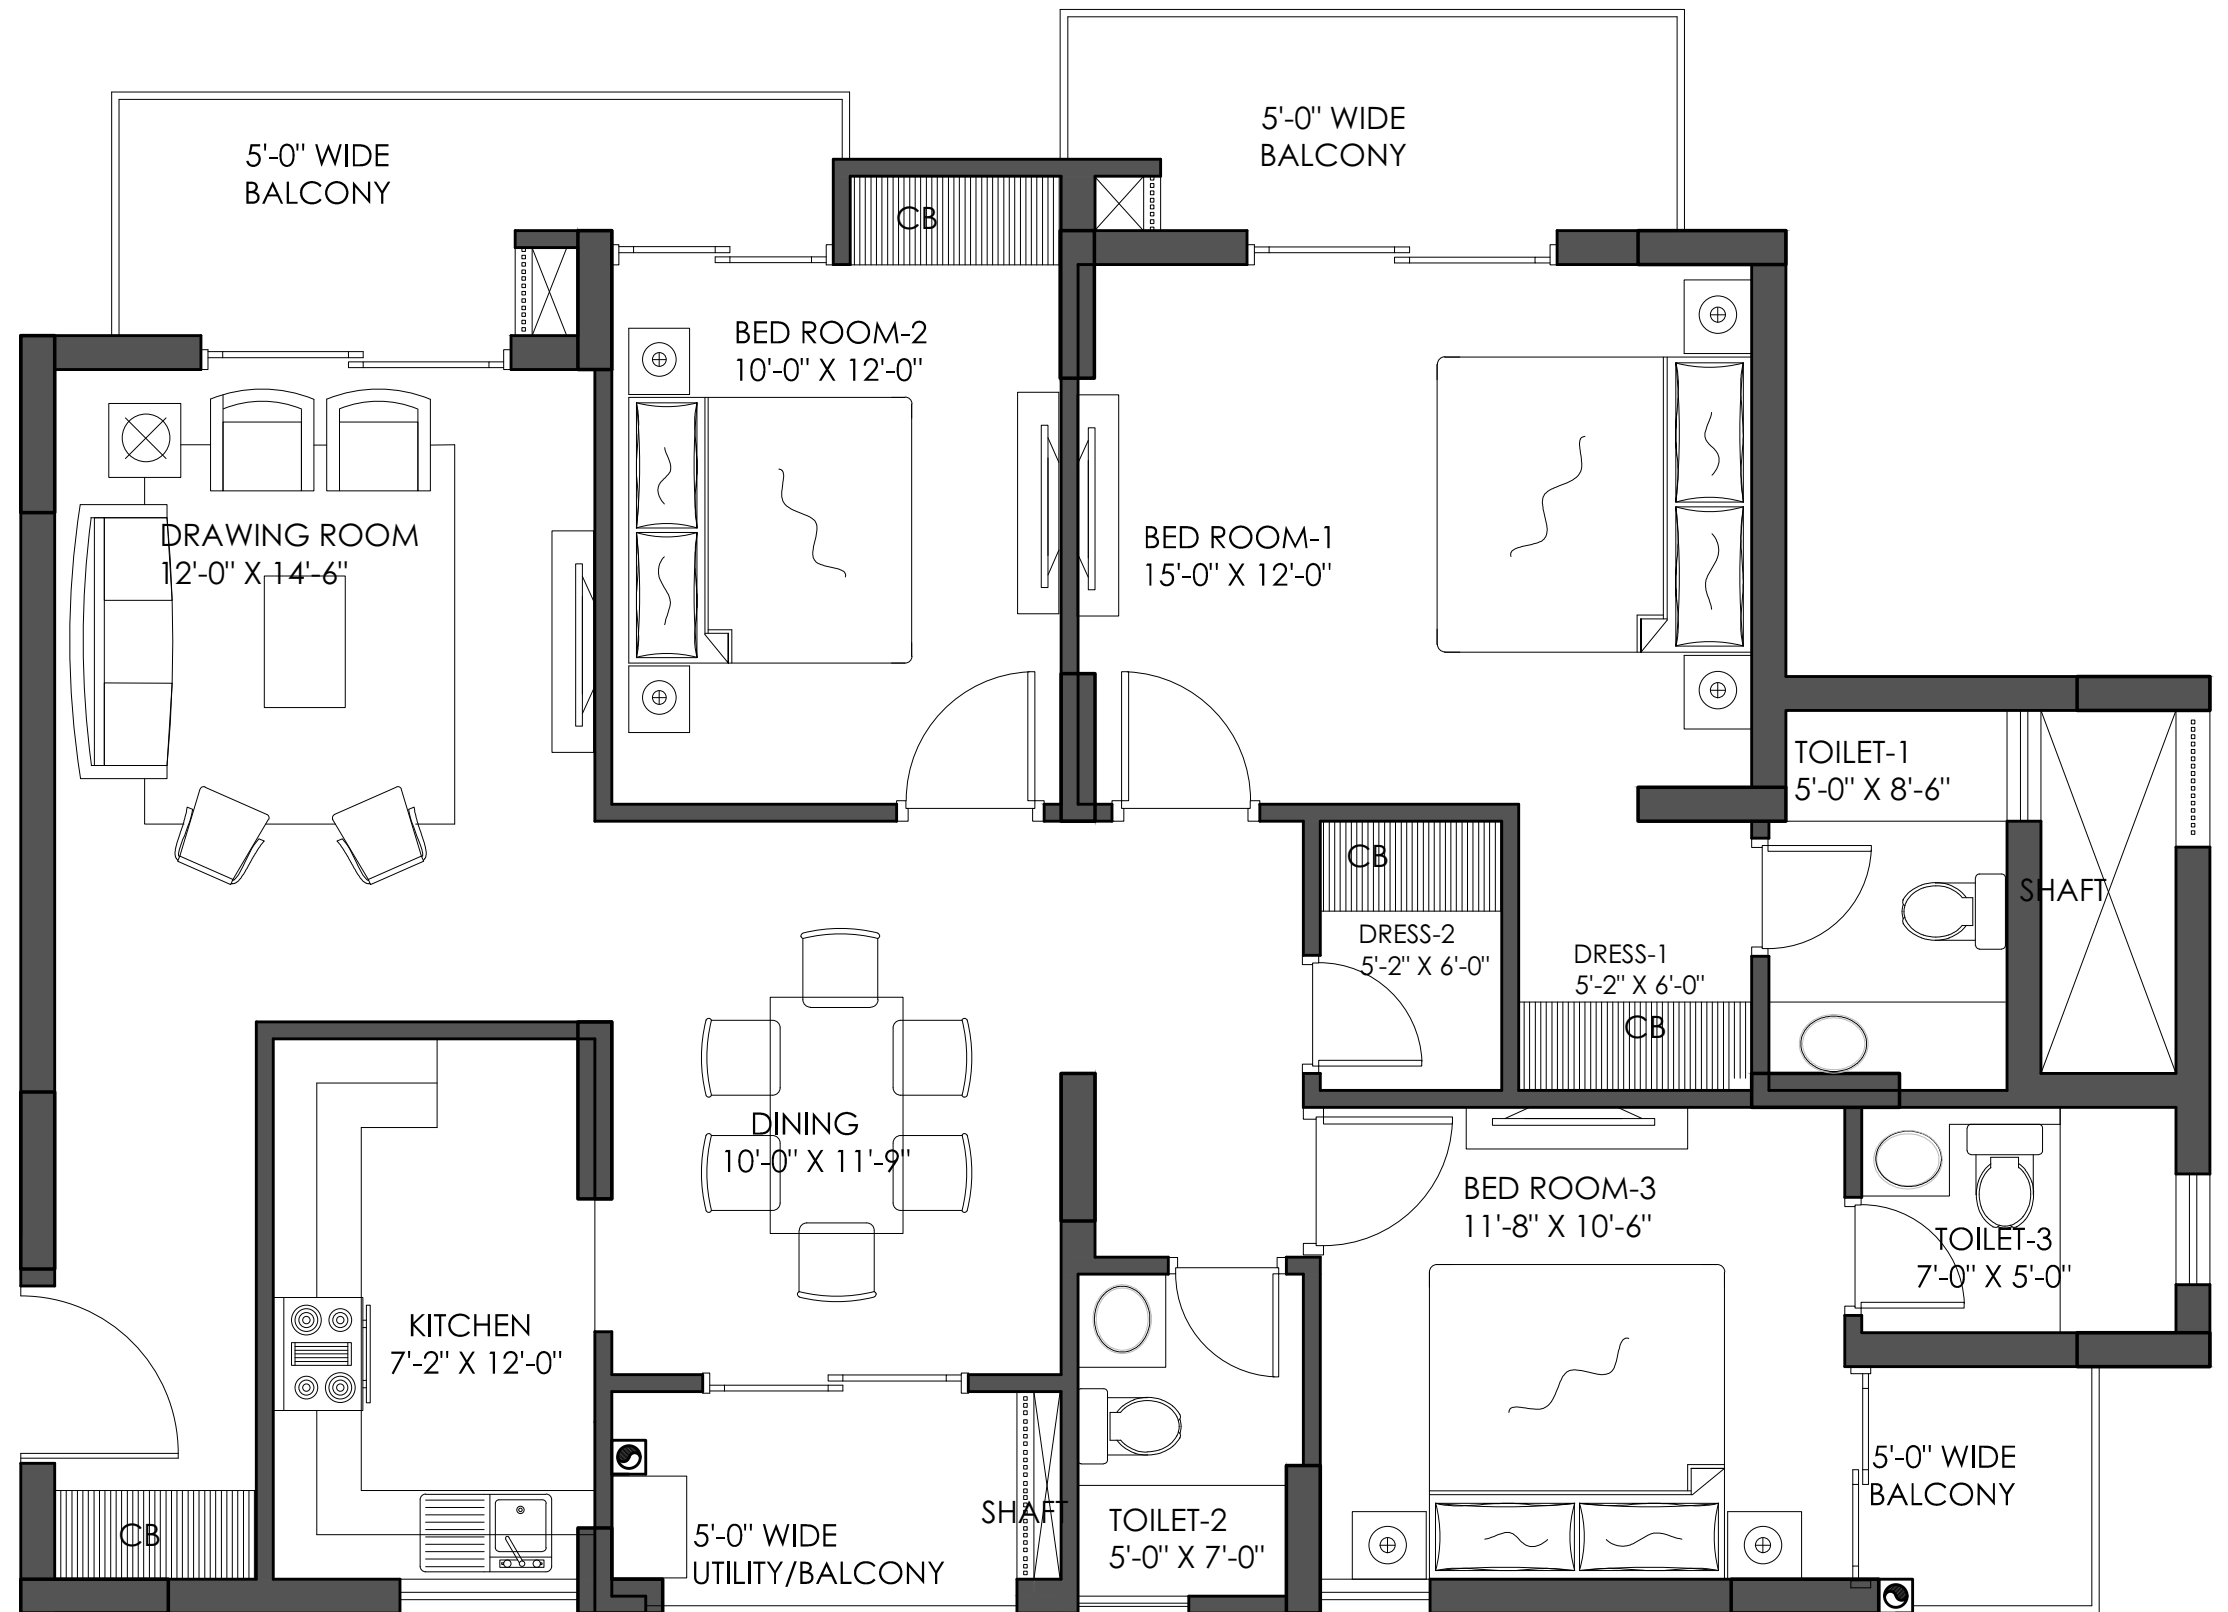 5'-0" WIDE
BALCONY
5'-0" WIDE
BALCONY
CB
BED ROOM-2
10'-0" X 12'-0"
DRAWING ROOM
12'-0" X 14'-6"
BED ROOM-1
15'-0" X 12'-0"
TOILET-1
5'-0" X 8'-6"
SHAFT
CB
DRESS-2
5'-2" X 6'-0"
DRESS-1
5'-2" X 6'-0"
CB
DINING
10'-0" X 11'-9"
BED ROOM-3
11'-8" X 10'-6"
TOILET-3
7'-0" X 5'-0"
KITCHEN
7'-2" X 12'-0"
5'-0" WIDE
BALCONY
CB
5'-0" WIDE
UTILITY/BALCONY
SHAFT
TOILET-2
5'-0" X 7'-0"